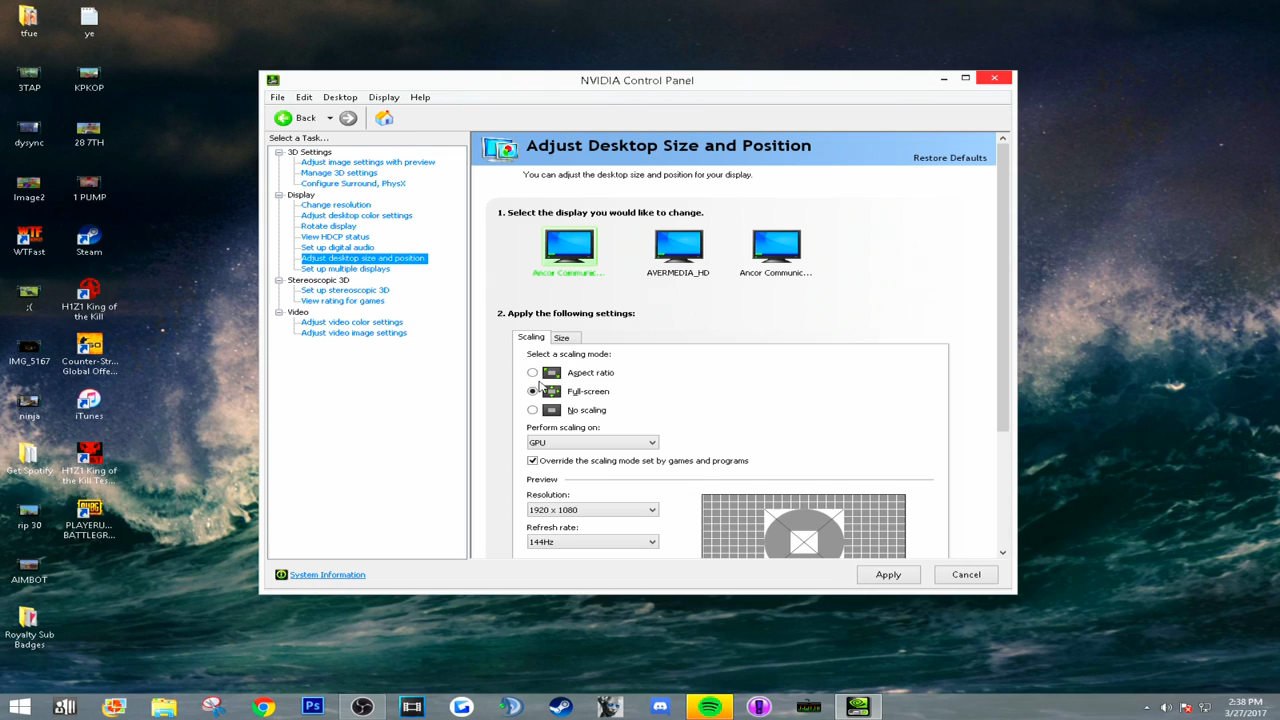 tfue
ye
3TAP
KPKOP
dysync
28 7TH
Image2
1 PUMP
WTFast
Steam
;(
H1Z1 King of
the Kill
IMG_5167
Counter-Str...
Global Offe...
ninja
iTunes
Get Spotify
H1Z1 King of
the Kill Tes...
rip 30
PLAYERU...
BATTLEGR...
AIMBOT
Royalty Sub
Badges
NVIDIA Control Panel
File Edit Desktop Display Help
Back
Select a Task...
3D Settings
Adjust image settings with preview
Manage 3D settings
Configure Surround, PhysX
Display
Change resolution
Adjust desktop color settings
Rotate display
View HDCP status
Set up digital audio
Adjust desktop size and position
Set up multiple displays
Stereoscopic 3D
Set up stereoscopic 3D
View rating for games
Video
Adjust video color settings
Adjust video image settings
System Information
Adjust Desktop Size and Position
Restore Defaults
You can adjust the desktop size and position for your display.
1. Select the display you would like to change.
Ancor Communic...
AVERMEDIA_HD
Ancor Communic...
2. Apply the following settings:
Scaling Size
Select a scaling mode:
Aspect ratio
Full-screen
No scaling
Perform scaling on:
GPU
Override the scaling mode set by games and programs
Preview
Resolution:
1920 x 1080
Refresh rate:
144Hz
Apply Cancel
Ps
2:38 PM
3/27/2017